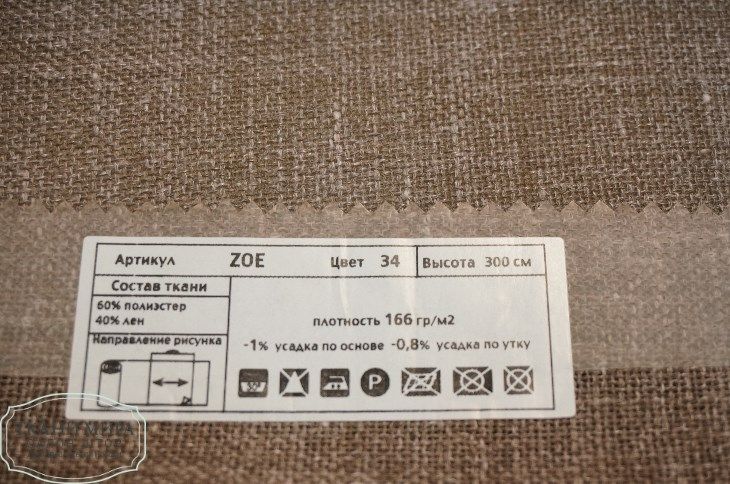 Артикул ZOE Цвет 34 Высота 300 см
Состав ткани
60% полиэстер
40% лен
Направление рисунка
плотность 166 гр/м2
-1% усадка по основе -0,8% усадка по утку
30°
P